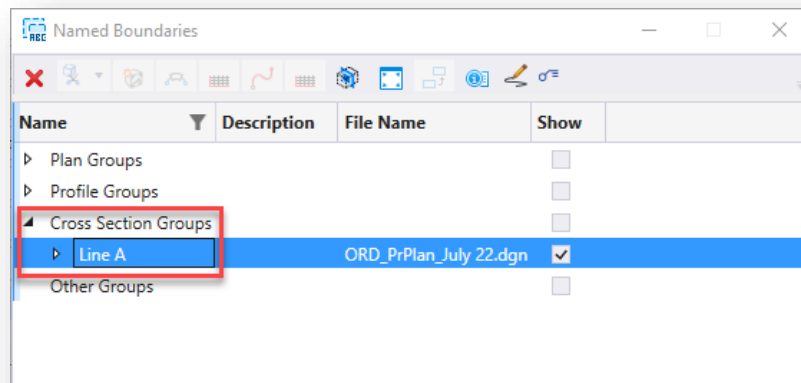 ABC Named Boundaries
Name Description File Name Show
Plan Groups
Profile Groups
Cross Section Groups
Line A ORD_PrPlan_July 22.dgn
Other Groups